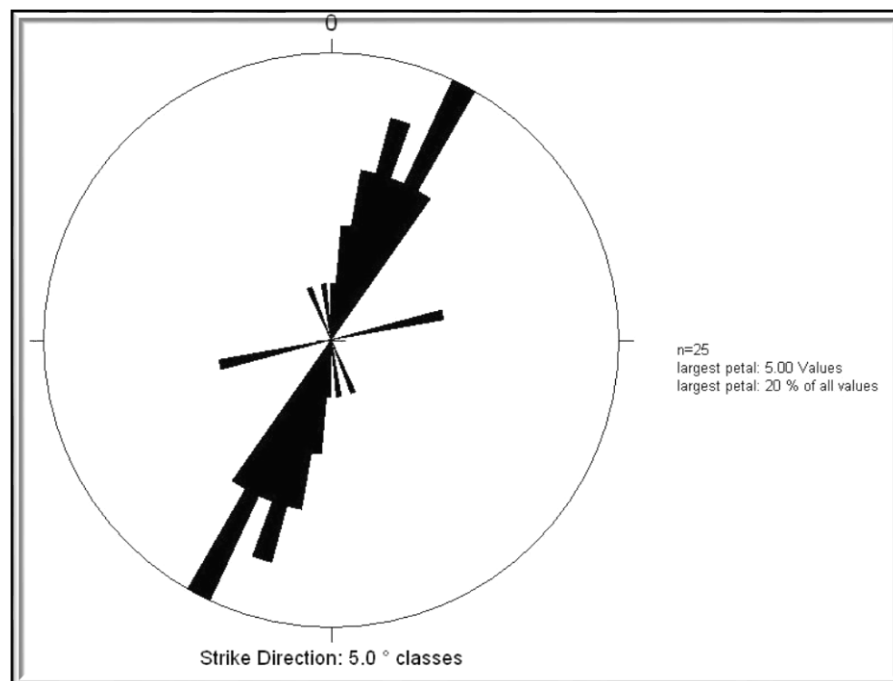 0
n=25
largest petal: 5.00 Values
largest petal: 20 % of all values
Strike Direction: 5.0 ° classes